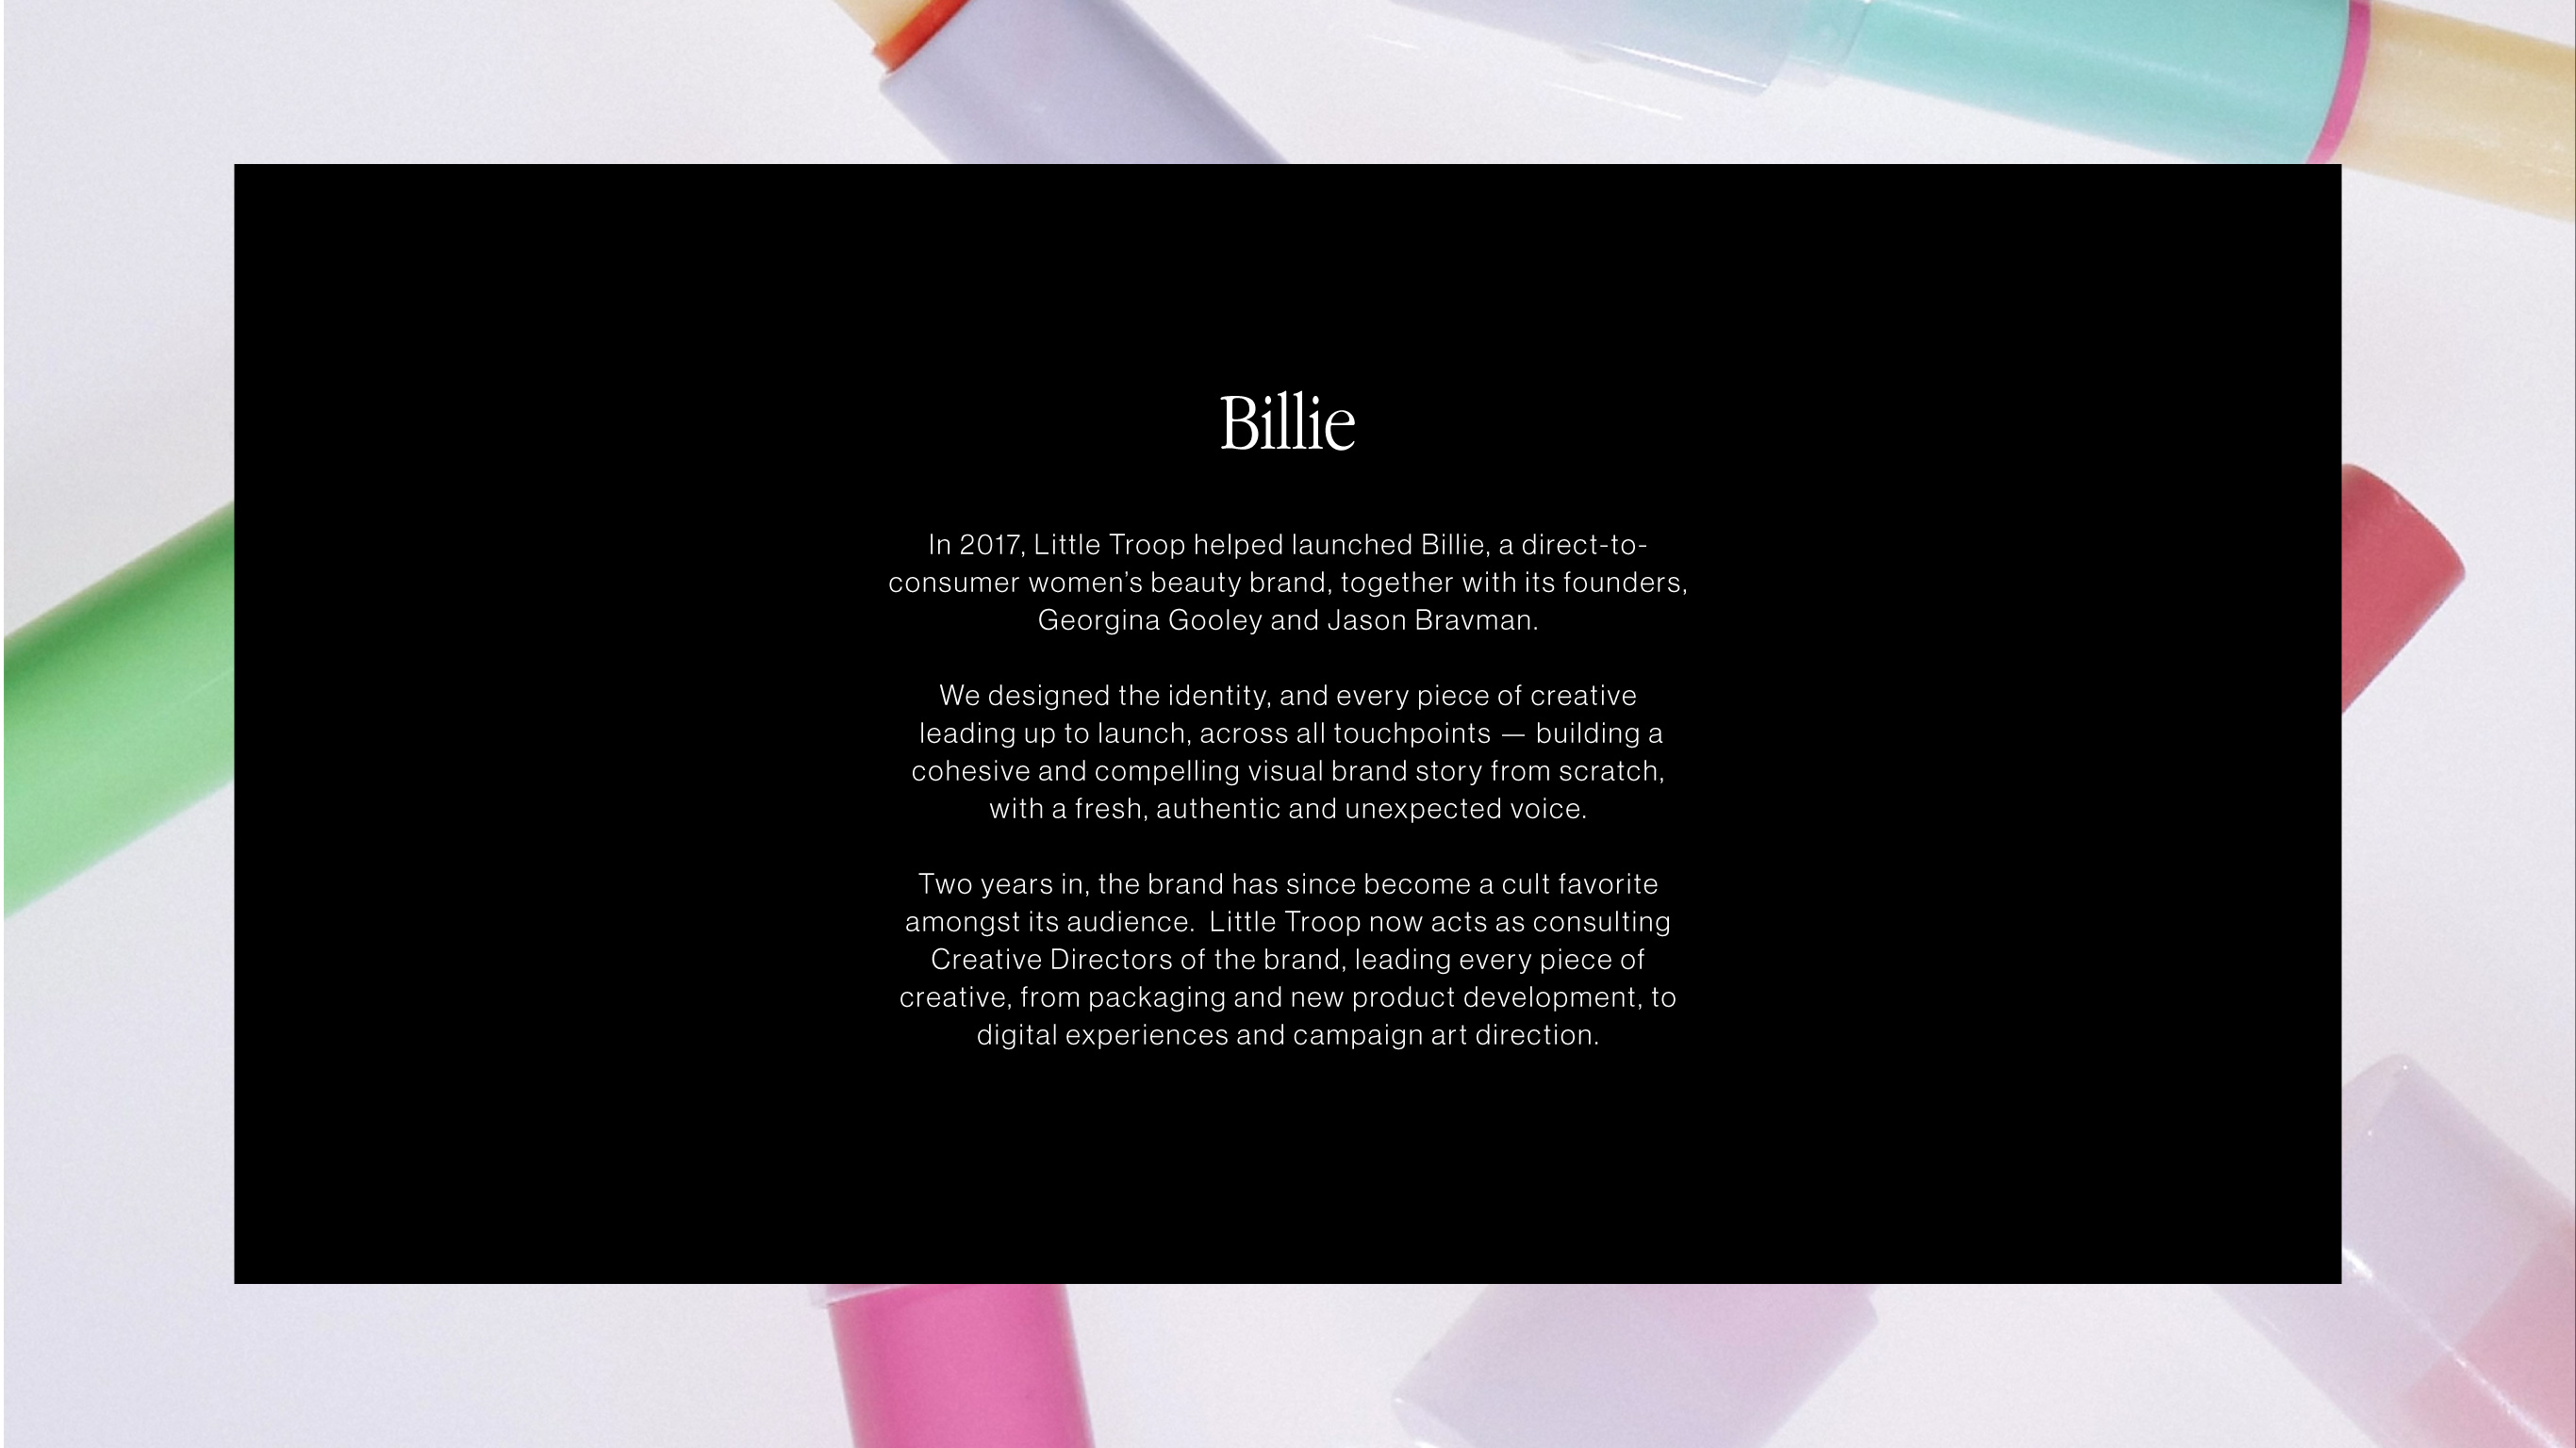 Billie
In 2017, Little Troop helped launched Billie, a direct-to-
consumer women’s beauty brand, together with its founders,
Georgina Gooley and Jason Bravman.
We designed the identity, and every piece of creative
leading up to launch, across all touchpoints — building a
cohesive and compelling visual brand story from scratch,
with a fresh, authentic and unexpected voice.
Two years in, the brand has since become a cult favorite
amongst its audience.  Little Troop now acts as consulting
Creative Directors of the brand, leading every piece of
creative, from packaging and new product development, to
digital experiences and campaign art direction.